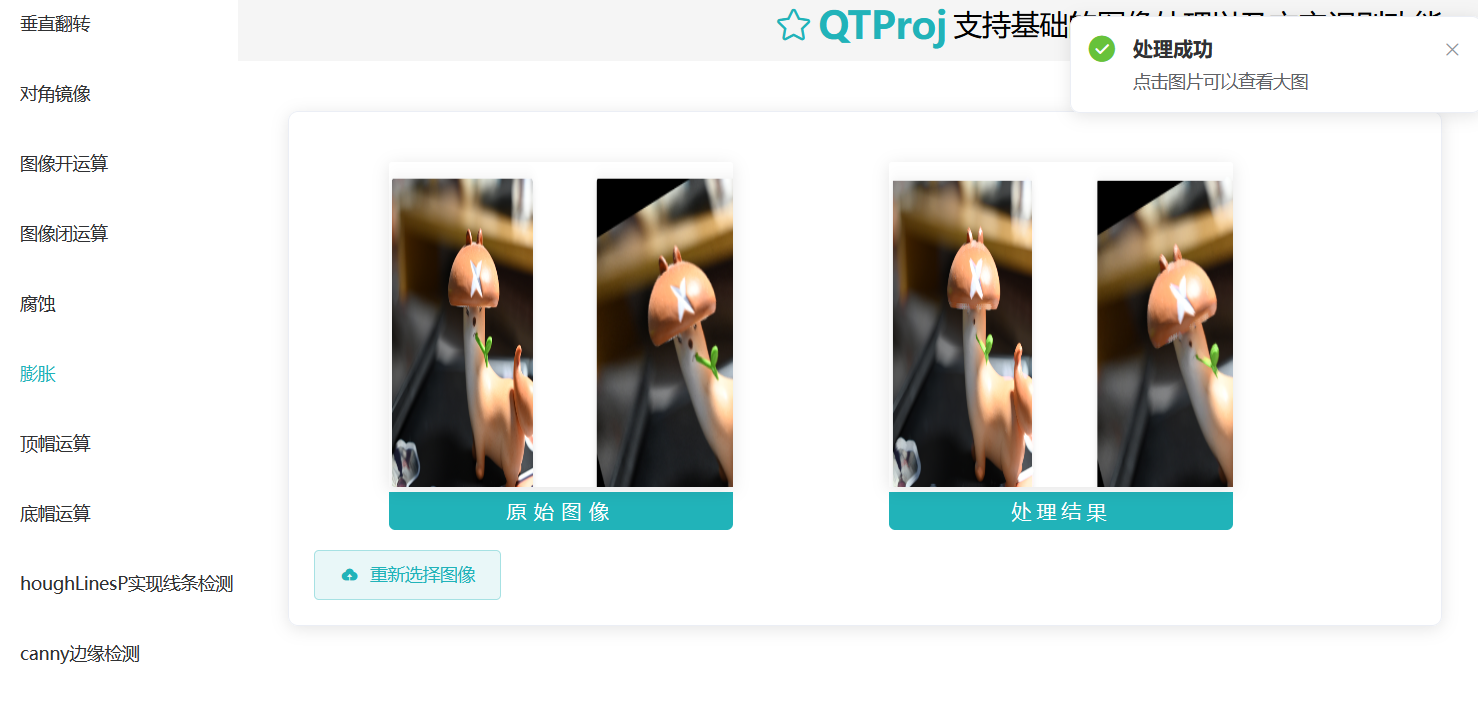 垂直翻转
对角镜像
图像开运算
图像闭运算
腐蚀
膨胀
顶帽运算
底帽运算
houghLinesP实现线条检测
canny边缘检测
QTProj 支持基础
处理成功
点击图片可以查看大图
原始图像
处理结果
重新选择图像